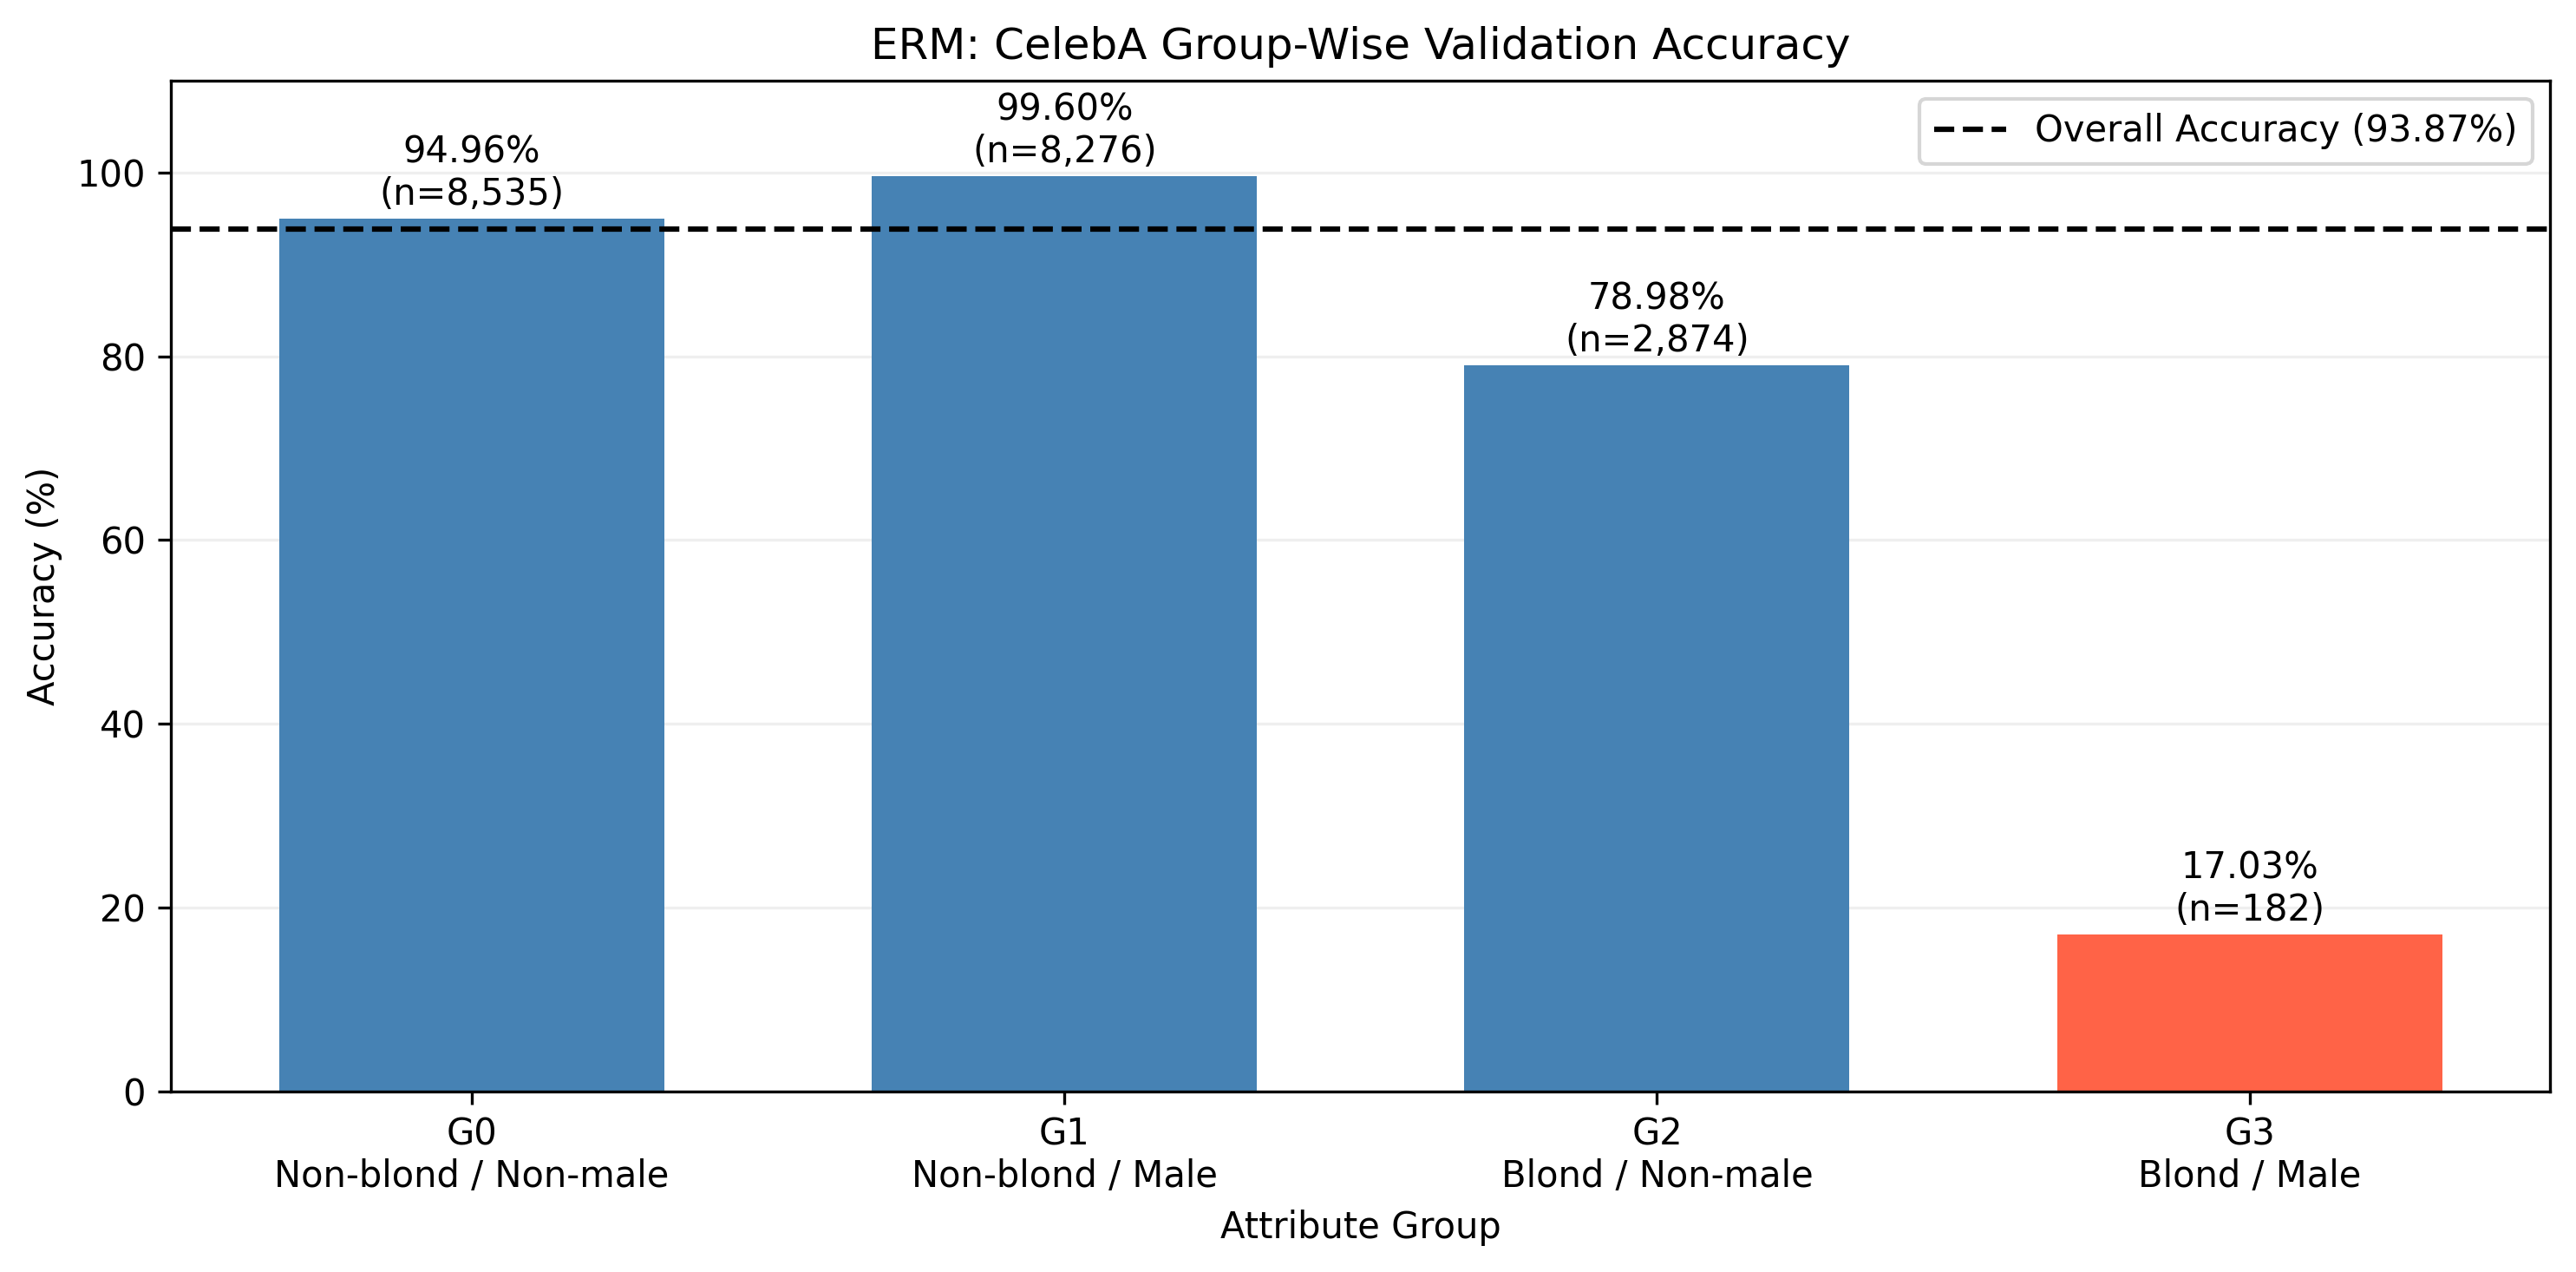 ERM: CelebA Group-Wise Validation Accuracy
Overall Accuracy (93.87%)
Accuracy (%)
100
80
60
40
20
0
94.96%
(n=8,535)
99.60%
(n=8,276)
78.98%
(n=2,874)
17.03%
(n=182)
G0
Non-blond / Non-male
G1
Non-blond / Male
G2
Blond / Non-male
G3
Blond / Male
Attribute Group